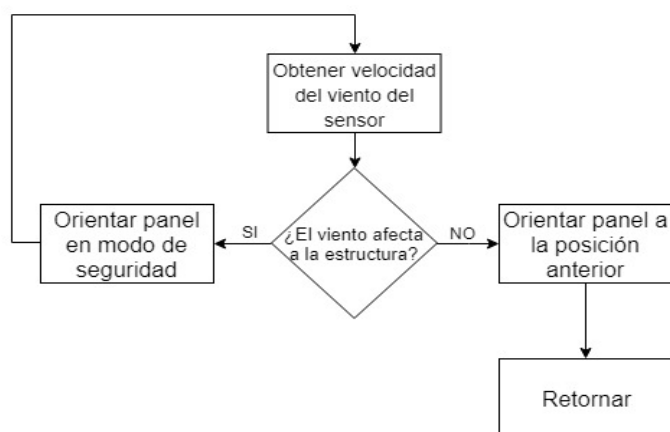 Obtener velocidad
del viento del
sensor
Orientar panel
en modo de
seguridad
SI
¿El viento afecta
a la estructura?
NO
Orientar panel a
la posición
anterior
Retornar